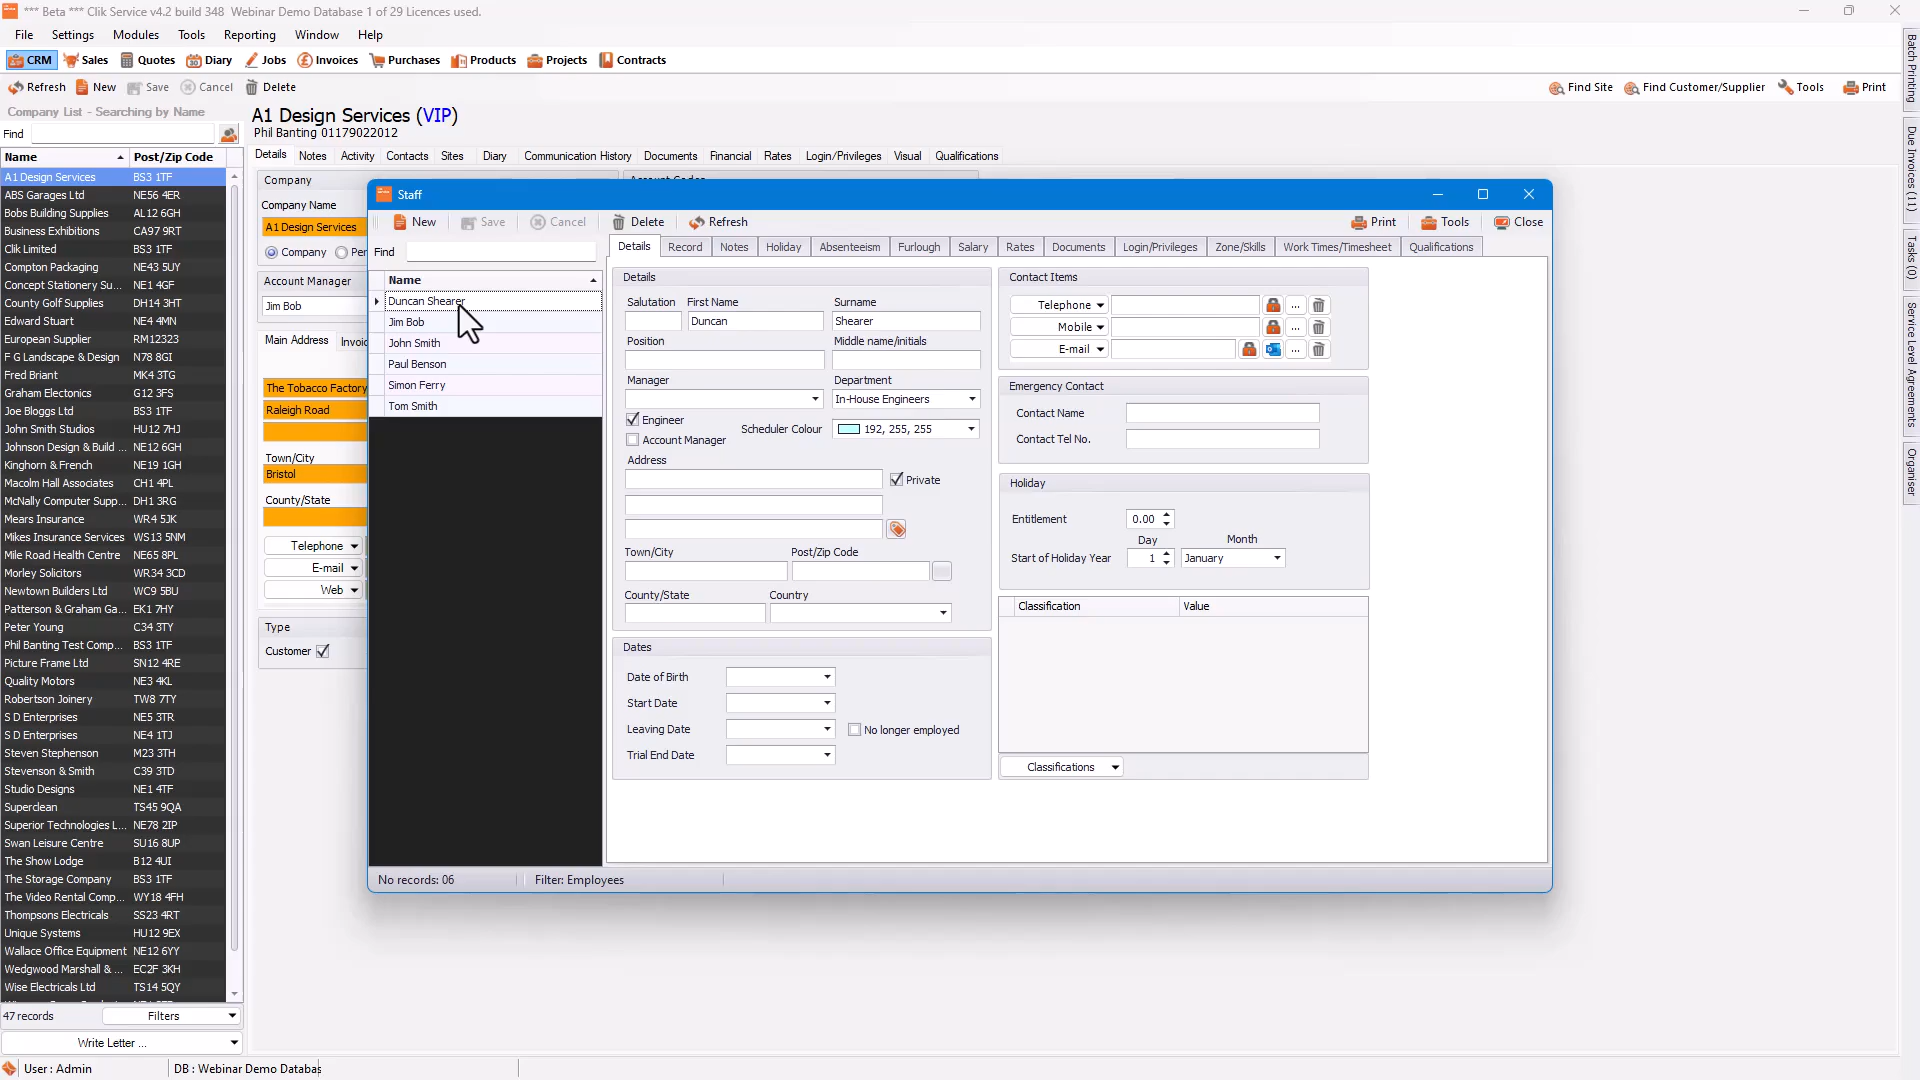 *** Beta *** Clik Service v4.2 build 348  Webinar Demo Database 1 of 29 Licences used.
File Settings Modules Tools Reporting Window Help
CRM Sales Quotes Diary Jobs Invoices Purchases Products Projects Contracts
Refresh New Save Cancel Delete Find Site Find Customer/Supplier Tools Print
Company List - Searching by Name
Find
Name Post/Zip Code
A1 Design Services BS3 1TF
ABS Garages Ltd NE56 4ER
Bobs Building Supplies AL12 6GH
Business Exhibitions CA97 9RT
Clik Limited BS3 1TF
Compton Packaging NE43 5UY
Concept Stationery Su... NE1 4GF
County Golf Supplies DH14 3HT
Edward Stuart NE4 4MN
European Supplier RM12323
F G Landscape & Design N78 8GI
Fred Briant MK4 3TG
Graham Electonics G12 3FS
Joe Bloggs Ltd BS3 1TF
John Smith Studios HU12 7HJ
Johnson Design & Build ... NE12 6GH
Kinghorn & French NE19 1GH
Macolm Hall Associates CH1 4PL
McNally Computer Supp... DH1 3RG
Mears Insurance WR4 5JK
Mikes Insurance Services WS13 5NM
Mile Road Health Centre NE65 8PL
Morley Solicitors WR34 3CD
Newtown Builders Ltd WC9 5BU
Patterson & Graham Ga... EK1 7HY
Peter Young C34 3TY
Phil Banting Test Comp... BS3 1TF
Picture Frame Ltd SN12 4RE
Quality Motors NE3 4KL
Robertson Joinery TW8 7TY
S D Enterprises NE5 3TR
S D Enterprises NE4 1TJ
Steven Stephenson M23 3TH
Stevenson & Smith C39 3TD
Studio Designs NE1 4TF
Superclean TS45 9QA
Superior Technologies L... NE78 2IP
Swan Leisure Centre SU16 8UP
The Show Lodge B12 4UI
The Storage Company BS3 1TF
The Video Rental Comp... WY18 4FH
Thompsons Electricals SS23 4RT
Unique Systems HU12 9EX
Wallace Office Equipment NE12 6YY
Wedgwood Marshall & ... EC2F 3KH
Wise Electricals Ltd TS14 5QY
47 records Filters
Write Letter ...
User : Admin DB : Webinar Demo Databas
A1 Design Services (VIP)
Phil Banting 01179022012
Details Notes Activity Contacts Sites Diary Communication History Documents Financial Rates Login/Privileges Visual Qualifications
Company
Company Name
A1 Design Services
Company Per
Account Manager
Jim Bob
Main Address Invoic
The Tobacco Factory
Raleigh Road
Town/City
Bristol
County/State
Telephone
E-mail
Web
Type
Customer
Staff
New Save Cancel Delete Refresh Print Tools Close
Find
Name
Duncan Shearer
Jim Bob
John Smith
Paul Benson
Simon Ferry
Tom Smith
No records: 06 Filter: Employees
Details Record Notes Holiday Absenteeism Furlough Salary Rates Documents Login/Privileges Zone/Skills Work Times/Timesheet Qualifications
Details
Salutation First Name Surname
Duncan Shearer
Position Middle name/initials
Manager Department
In-House Engineers
Engineer
Account Manager Scheduler Colour 192, 255, 255
Address
Private
Town/City Post/Zip Code
County/State Country
Dates
Date of Birth
Start Date
Leaving Date No longer employed
Trial End Date
Contact Items
Telephone ...
Mobile ...
E-mail ...
Emergency Contact
Contact Name
Contact Tel No.
Holiday
Entitlement 0.00
Day Month
Start of Holiday Year 1 January
Classification Value
Classifications
Batch Printing
Due Invoices (11)
Tasks (0)
Service Level Agreements
Organiser